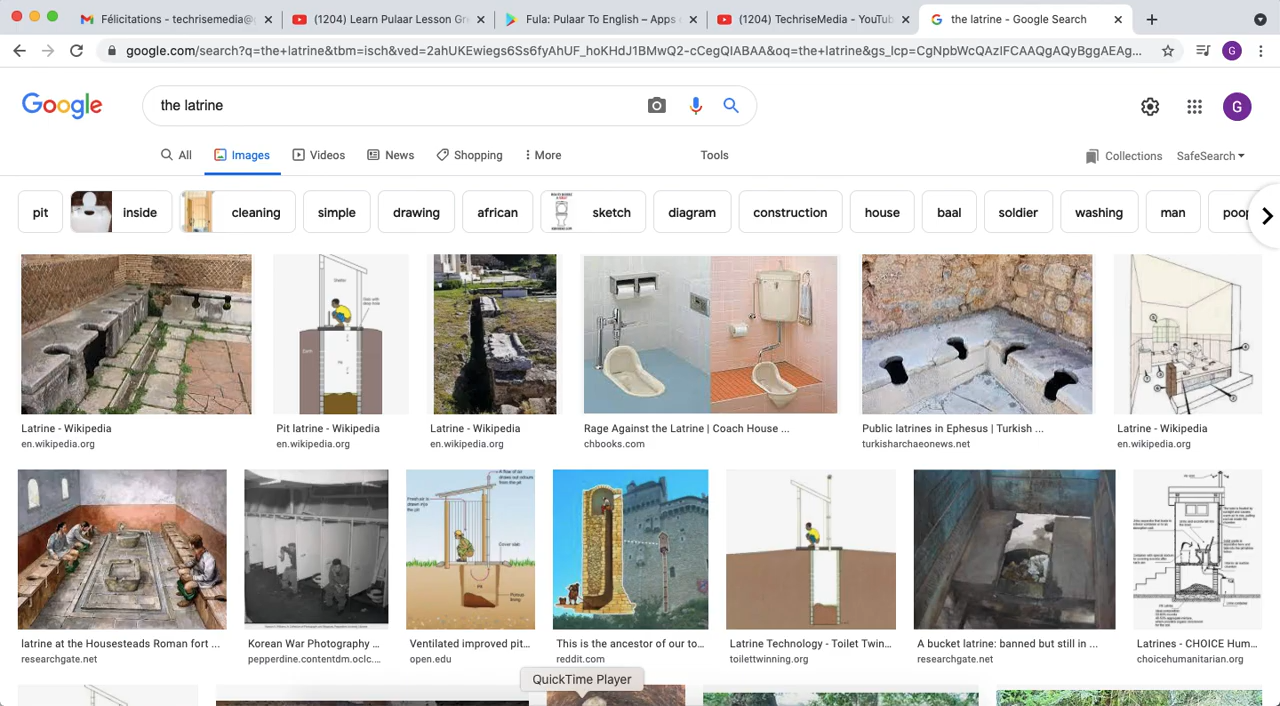 Félicitations - techrisemedia@g
(1204) Learn Pulaar Lesson Gre
Fula: Pulaar To English – Apps o
(1204) TechriseMedia - YouTub
the latrine - Google Search
google.com/search?q=the+latrine&tbm=isch&ved=2ahUKEwiegs6Ss6fyAhUF_hoKHdJ1BMwQ2-cCegQIABAA&oq=the+latrine&gs_lcp=CgNpbWcQAzIFCAAQgAQyBggAEAg...
G
Google
the latrine
G
All
Images
Videos
News
Shopping
More
Tools
Collections
SafeSearch
pit
inside
cleaning
simple
drawing
african
sketch
diagram
construction
house
baal
soldier
washing
man
Shelter
Pit
Latrine - Wikipedia
en.wikipedia.org
Pit latrine - Wikipedia
en.wikipedia.org
Latrine - Wikipedia
en.wikipedia.org
Rage Against the Latrine | Coach House ...
chbooks.com
Public latrines in Ephesus | Turkish ...
turkisharchaeonews.net
Latrine - Wikipedia
en.wikipedia.org
Cover slab
Pit
latrine at the Housesteads Roman fort ...
researchgate.net
Korean War Photography ...
pepperdine.contentdm.oclc...
Ventilated improved pit...
open.edu
This is the ancestor of our to...
reddit.com
Latrine Technology - Toilet Twin...
toilettwinning.org
A bucket latrine: banned but still in ...
researchgate.net
Latrines - CHOICE Hum...
choicehumanitarian.org
QuickTime Player